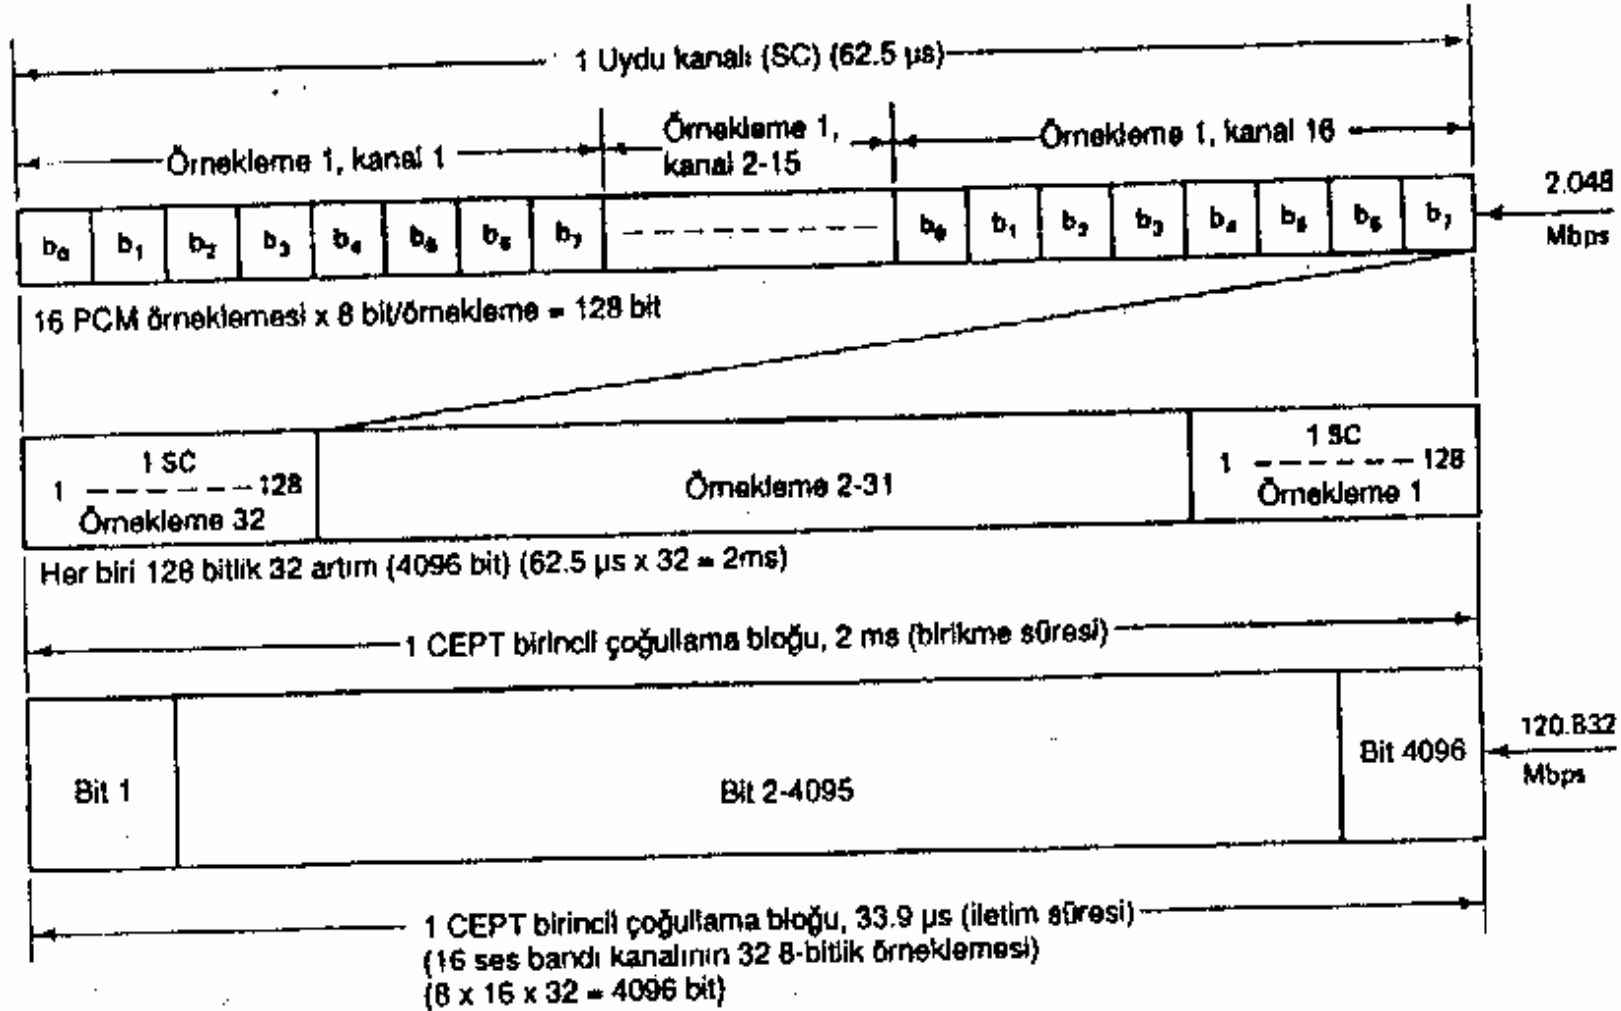 1 Uydu kanalı (SC) (62.5 µs)
Örnekleme 1, kanal 1
Örnekleme 1,
kanal 2-15
Örnekleme 1, kanal 16
b0 b1 b2 b3 b4 b5 b6 b7
b0 b1 b2 b3 b4 b5 b6 b7
2.048
Mbps
16 PCM örneklemesi x 8 bit/örnekleme = 128 bit
1 SC
1 128
Örnekleme 32
Örnekleme 2-31
1 SC
1 128
Örnekleme 1
Her biri 128 bitlik 32 artım (4096 bit) (62.5 µs x 32 = 2ms)
1 CEPT birincil çoğullama bloğu, 2 ms (birikme süresi)
Bit 1
Bit 2-4095
Bit 4096
120.832
Mbps
1 CEPT birincil çoğullama bloğu, 33.9 µs (iletim süresi)
(16 ses bandı kanalının 32 8-bitlik örneklemesi)
(8 x 16 x 32 = 4096 bit)